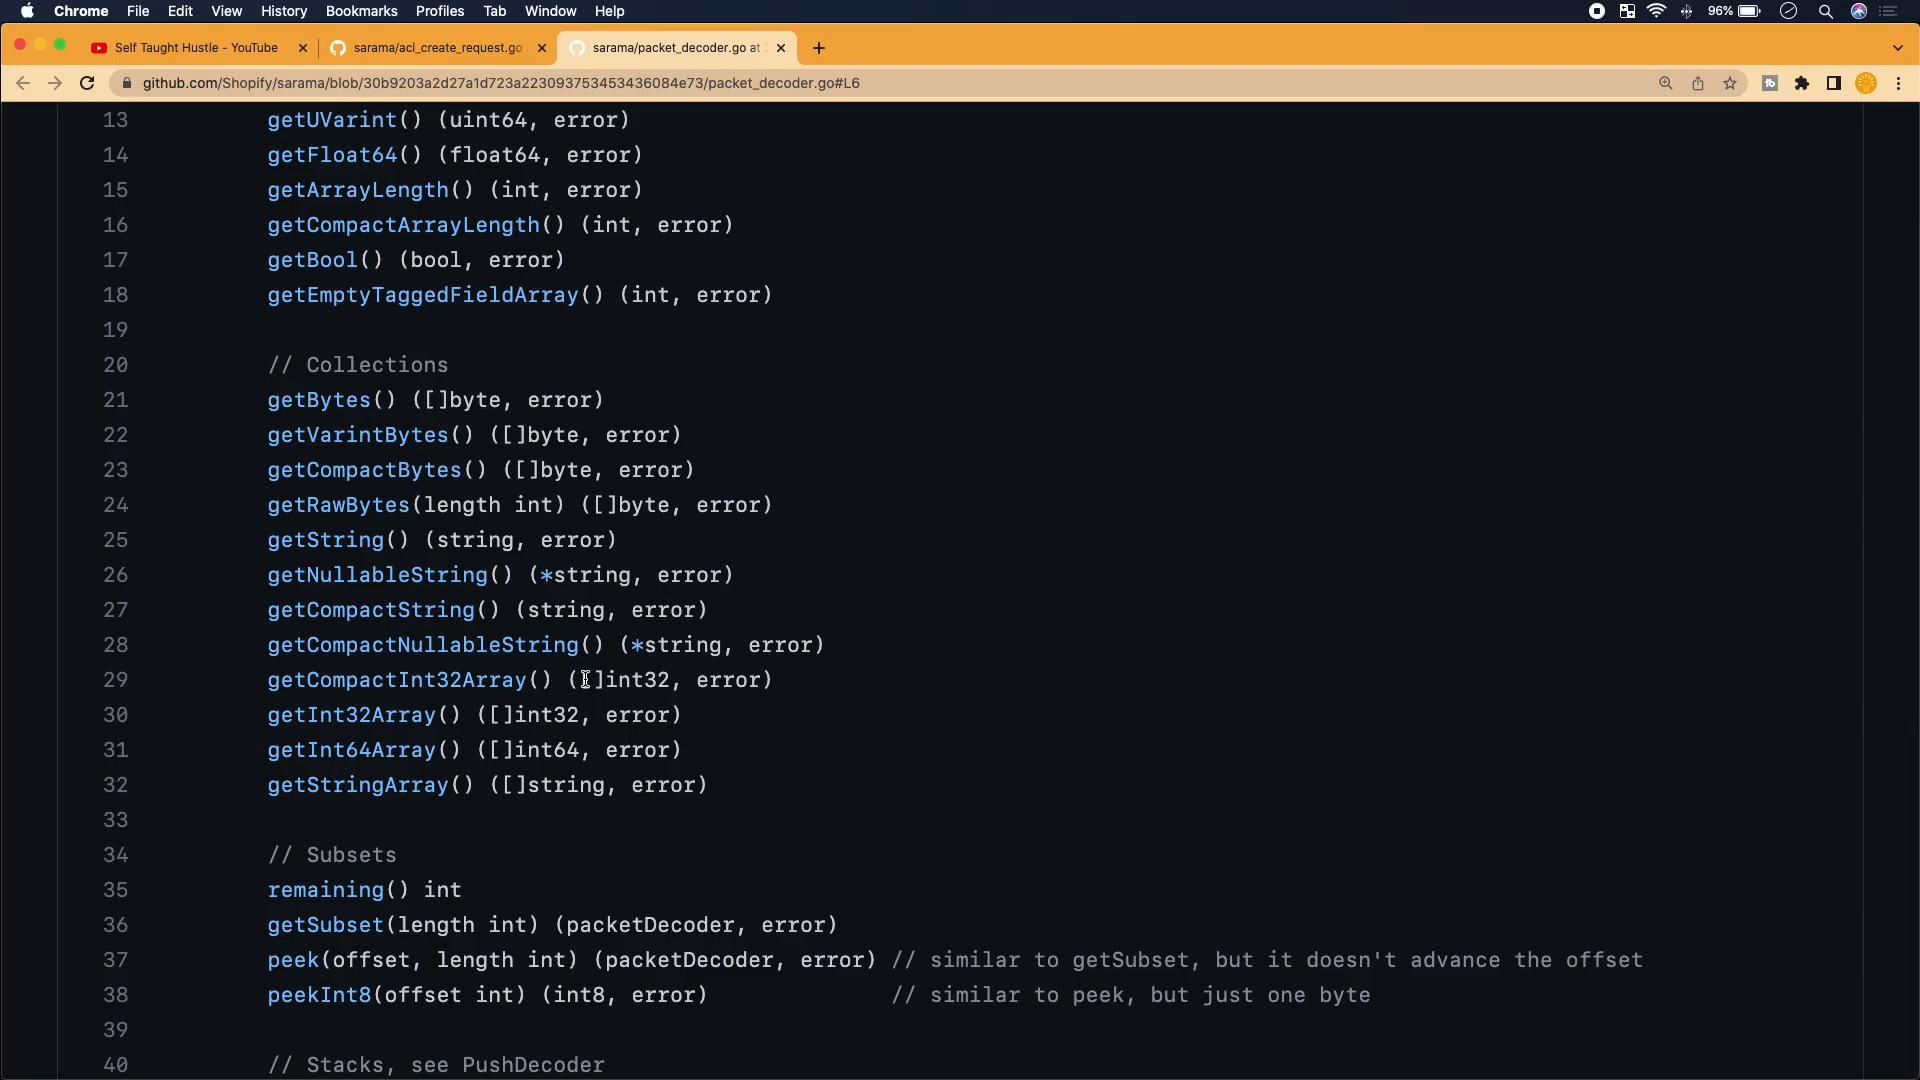 Chrome File Edit View History Bookmarks Profiles Tab Window Help 96%
Self Taught Hustle - YouTube sarama/acl_create_request.go sarama/packet_decoder.go at
github.com/Shopify/sarama/blob/30b9203a2d27a1d723a223093753453436084e73/packet_decoder.go#L6
13 getUVarint() (uint64, error)
14 getFloat64() (float64, error)
15 getArrayLength() (int, error)
16 getCompactArrayLength() (int, error)
17 getBool() (bool, error)
18 getEmptyTaggedFieldArray() (int, error)
19
20 // Collections
21 getBytes() ([]byte, error)
22 getVarintBytes() ([]byte, error)
23 getCompactBytes() ([]byte, error)
24 getRawBytes(length int) ([]byte, error)
25 getString() (string, error)
26 getNullableString() (*string, error)
27 getCompactString() (string, error)
28 getCompactNullableString() (*string, error)
29 getCompactInt32Array() ([]int32, error)
30 getInt32Array() ([]int32, error)
31 getInt64Array() ([]int64, error)
32 getStringArray() ([]string, error)
33
34 // Subsets
35 remaining() int
36 getSubset(length int) (packetDecoder, error)
37 peek(offset, length int) (packetDecoder, error) // similar to getSubset, but it doesn't advance the offset
38 peekInt8(offset int) (int8, error) // similar to peek, but just one byte
39
40 // Stacks, see PushDecoder